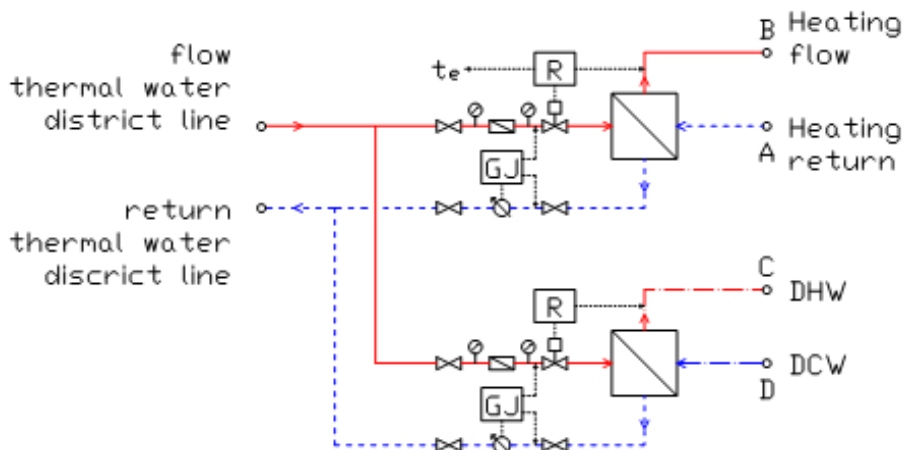 B Heating
flow
flow
thermal water
district line
te
R
A Heating
return
GJ
return
thermal water
discrict line
C
DHW
R
DCW
D
GJ